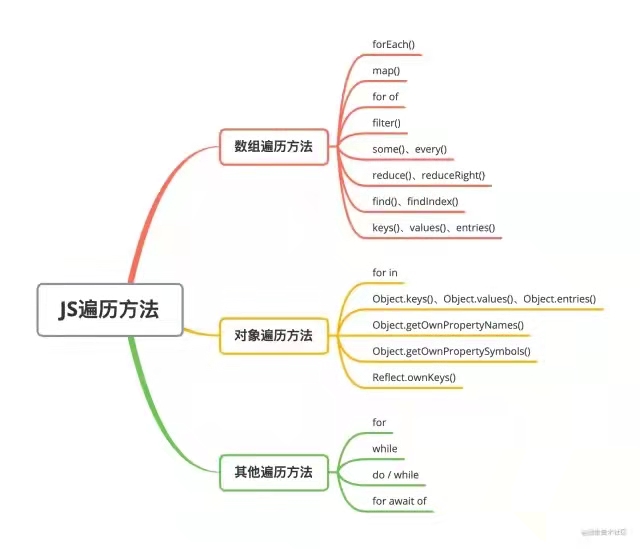 JS遍历方法
数组遍历方法
forEach()
map()
for of
filter()
some()、every()
reduce()、reduceRight()
find()、findIndex()
keys()、values()、entries()
对象遍历方法
for in
Object.keys()、Object.values()、Object.entries()
Object.getOwnPropertyNames()
Object.getOwnPropertySymbols()
Reflect.ownKeys()
其他遍历方法
for
while
do / while
for await of